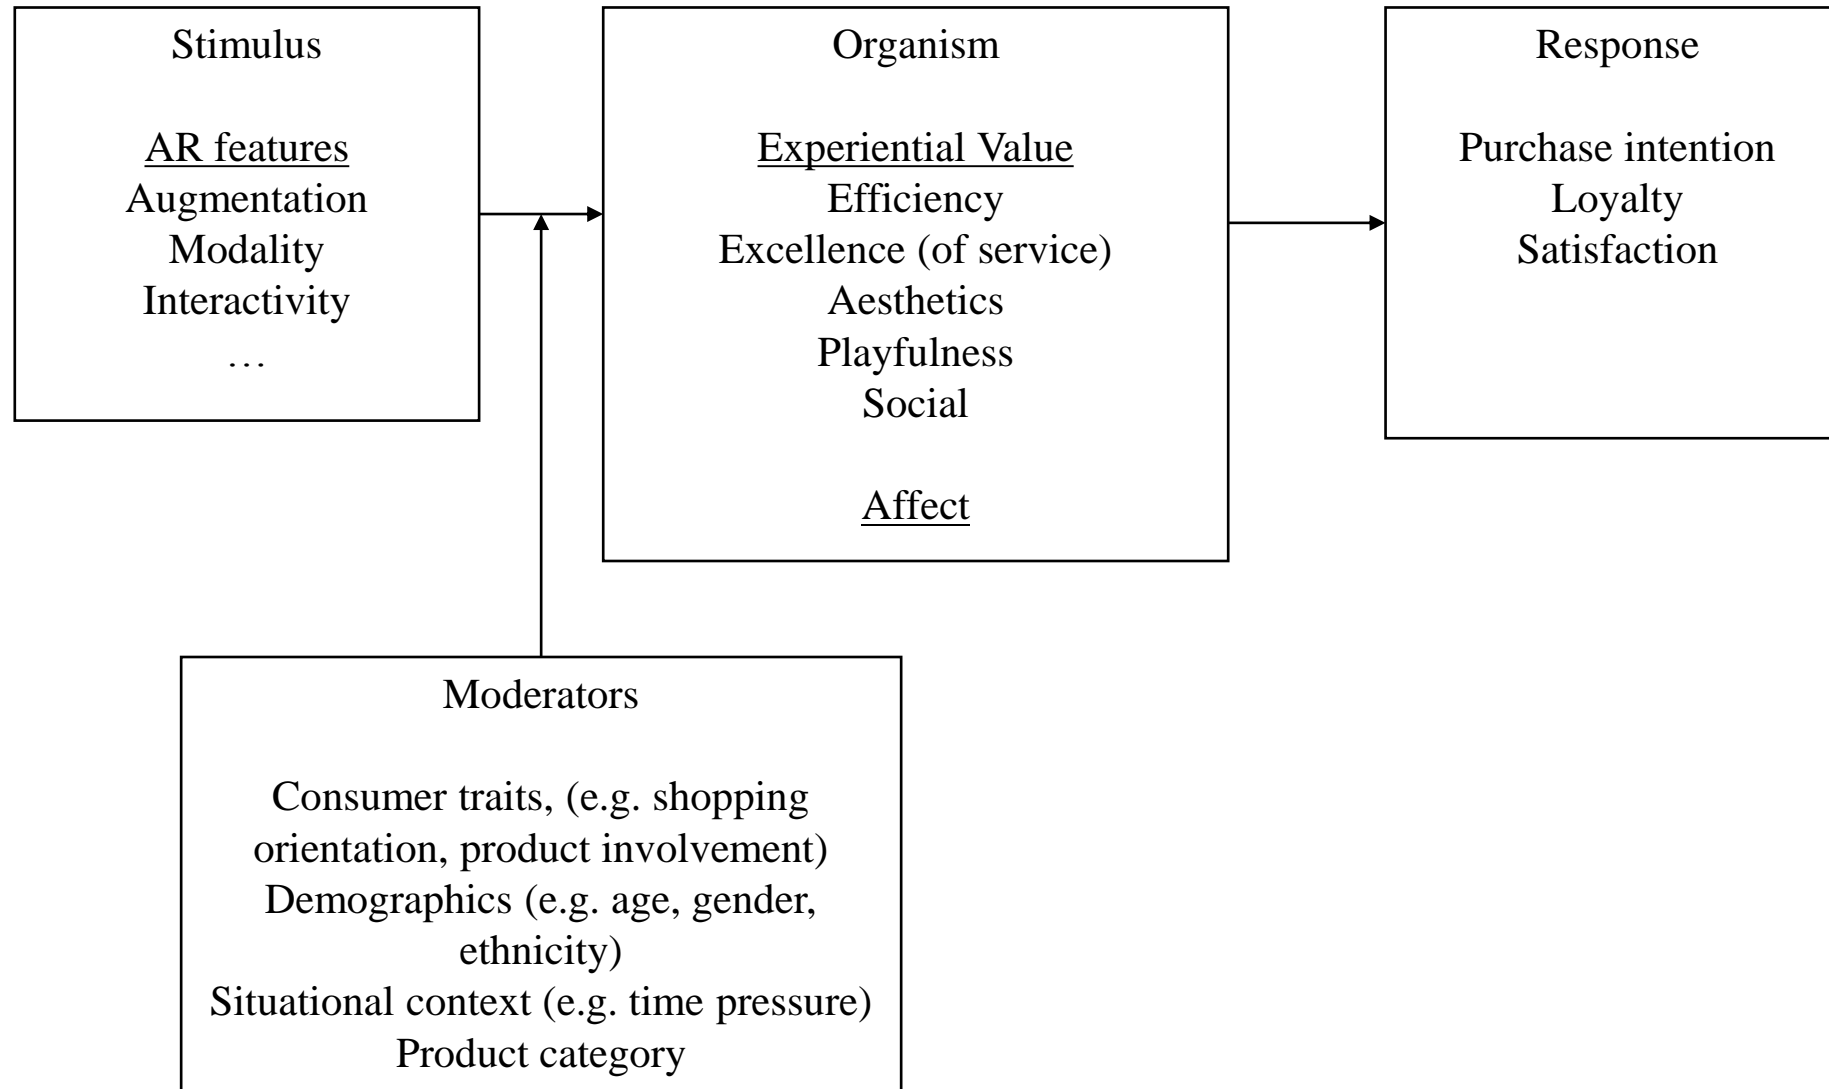 Stimulus
AR features
Augmentation
Modality
Interactivity
…
Organism
Experiential Value
Efficiency
Excellence (of service)
Aesthetics
Playfulness
Social
Affect
Response
Purchase intention
Loyalty
Satisfaction
Moderators
Consumer traits, (e.g. shopping
orientation, product involvement)
Demographics (e.g. age, gender,
ethnicity)
Situational context (e.g. time pressure)
Product category